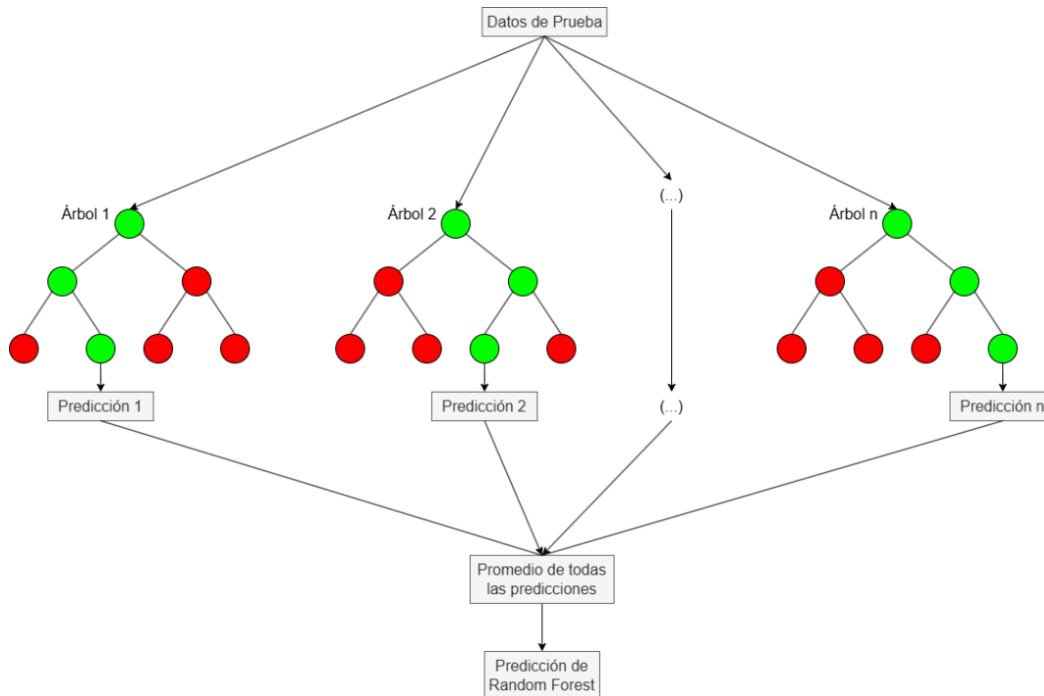 Datos de Prueba
(...)
Árbol 1
Árbol 2
Árbol n
Predicción 1
Predicción 2
(...)
Predicción n
Promedio de todas
las predicciones
Predicción de
Random Forest